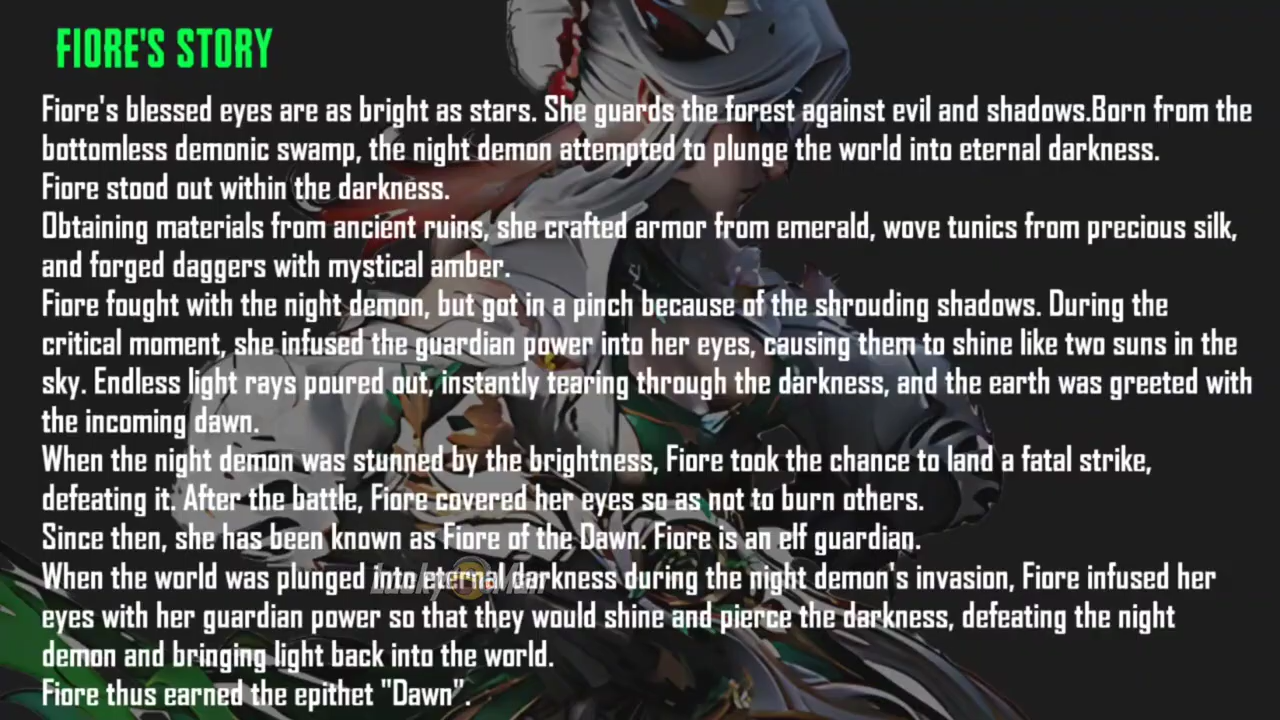 FIORE'S STORY
Fiore's blessed eyes are as bright as stars. She guards the forest against evil and shadows.Born from the
bottomless demonic swamp, the night demon attempted to plunge the world into eternal darkness.
Fiore stood out within the darkness.
Obtaining materials from ancient ruins, she crafted armor from emerald, wove tunics from precious silk,
and forged daggers with mystical amber.
Fiore fought with the night demon, but got in a pinch because of the shrouding shadows. During the
critical moment, she infused the guardian power into her eyes, causing them to shine like two suns in the
sky. Endless light rays poured out, instantly tearing through the darkness, and the earth was greeted with
the incoming dawn.
When the night demon was stunned by the brightness, Fiore took the chance to land a fatal strike,
defeating it. After the battle, Fiore covered her eyes so as not to burn others.
Since then, she has been known as Fiore of the Dawn. Fiore is an elf guardian.
When the world was plunged into eternal darkness during the night demon's invasion, Fiore infused her
eyes with her guardian power so that they would shine and pierce the darkness, defeating the night
demon and bringing light back into the world.
Fiore thus earned the epithet "Dawn".